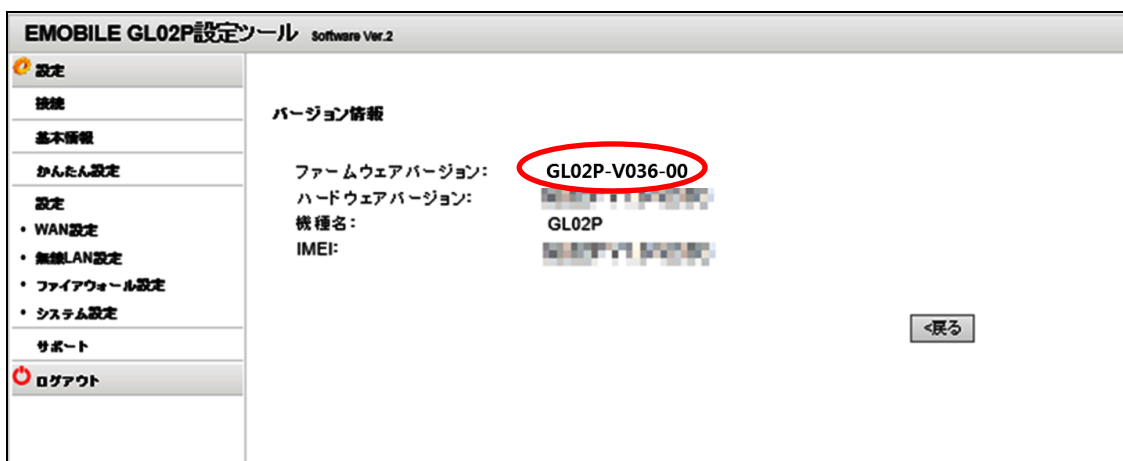 EMOBILE GL02P設定ツール Software Ver.2
設定
接続
基本情報
かんたん設定
設定
• WAN設定
• 無線LAN設定
• ファイアウォール設定
• システム設定
サポート
ログアウト
バージョン情報
ファームウェアバージョン: GL02P-V036-00
ハードウェアバージョン:
機種名: GL02P
IMEI:
<戻る